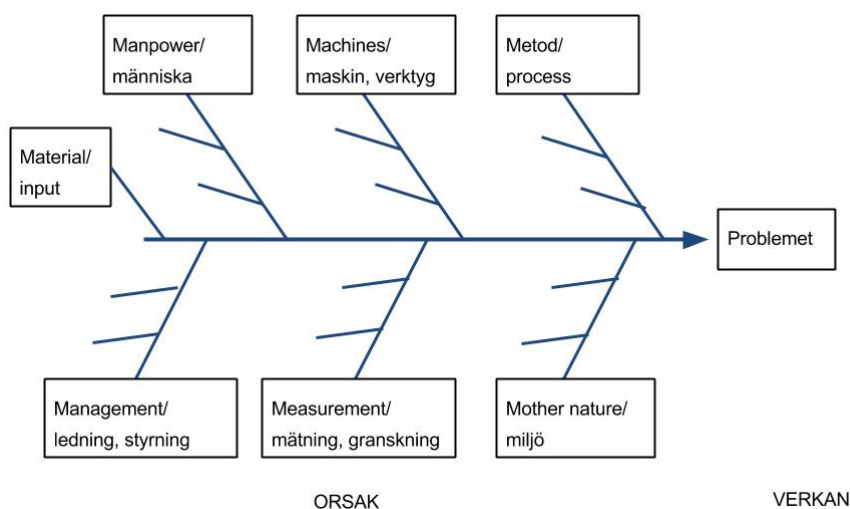 Manpower/
människa
Machines/
maskin, verktyg
Metod/
process
Material/
input
Problemet
Management/
ledning, styrning
Measurement/
mätning, granskning
Mother nature/
miljö
ORSAK
VERKAN